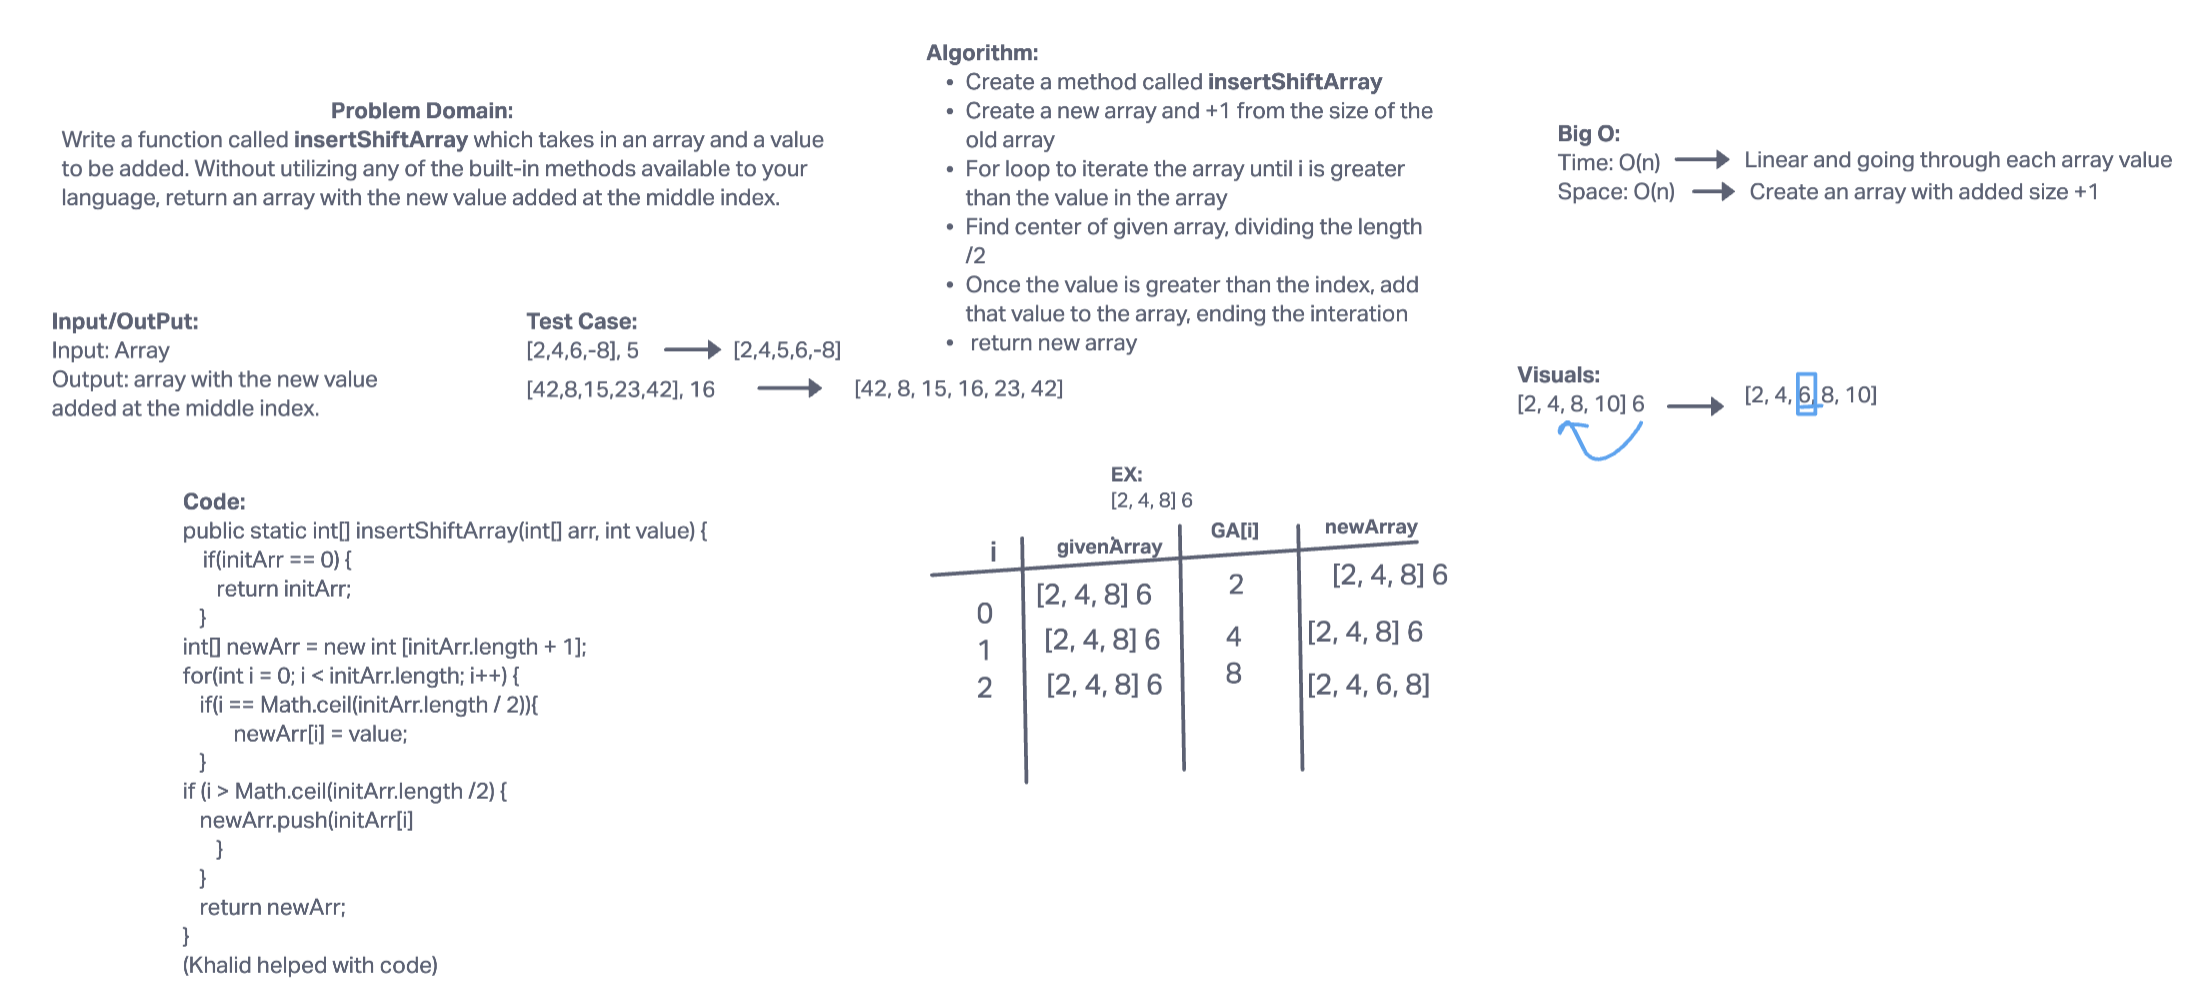 Problem Domain:
Write a function called insertShiftArray which takes in an array and a value
to be added. Without utilizing any of the built-in methods available to your
language, return an array with the new value added at the middle index.
Algorithm:
• Create a method called insertShiftArray
• Create a new array and +1 from the size of the
old array
• For loop to iterate the array until i is greater
than the value in the array
• Find center of given array, dividing the length
/2
• Once the value is greater than the index, add
that value to the array, ending the interation
• return new array
Big O:
Time: O(n) Linear and going through each array value
Space: O(n) Create an array with added size +1
Input/OutPut:
Input: Array
Output: array with the new value
added at the middle index.
Test Case:
[2,4,6,-8], 5 [2,4,5,6,-8]
[42,8,15,23,42], 16 [42, 8, 15, 16, 23, 42]
Visuals:
[2, 4, 8, 10] 6 [2, 4, 6, 8, 10]
Code:
public static int[] insertShiftArray(int[] arr, int value) {
if(initArr == 0) {
return initArr;
}
int[] newArr = new int [initArr.length + 1];
for(int i = 0; i < initArr.length; i++) {
if(i == Math.ceil(initArr.length / 2)){
newArr[i] = value;
}
if (i > Math.ceil(initArr.length /2) {
newArr.push(initArr[i]
}
}
return newArr;
}
(Khalid helped with code)
EX:
[2, 4, 8] 6
i givenArray GA[i] newArray
0 [2, 4, 8] 6 2 [2, 4, 8] 6
1 [2, 4, 8] 6 4 [2, 4, 8] 6
2 [2, 4, 8] 6 8 [2, 4, 6, 8]